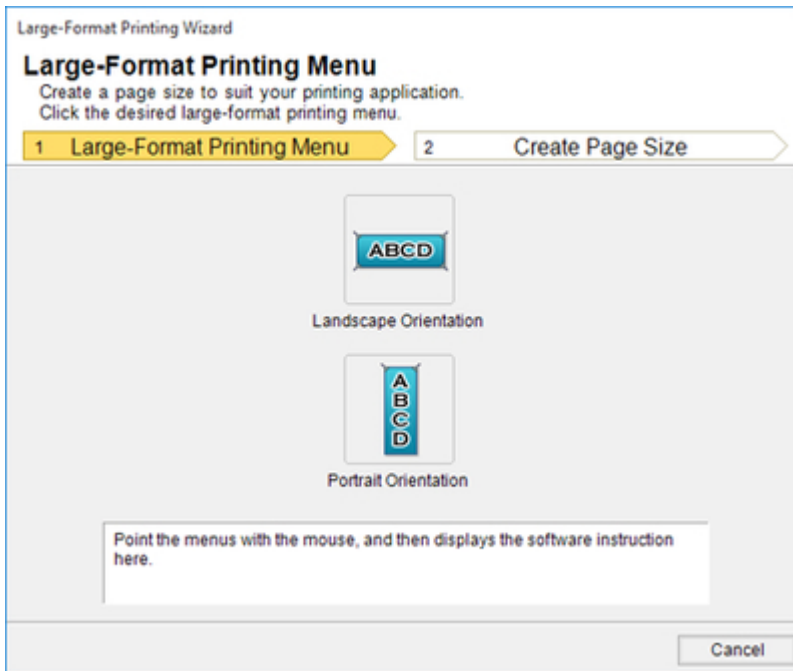 Large-Format Printing Wizard
Large-Format Printing Menu
Create a page size to suit your printing application.
Click the desired large-format printing menu.
1 Large-Format Printing Menu 2 Create Page Size
ABCD
Landscape Orientation
A
B
C
D
Portrait Orientation
Point the menus with the mouse, and then displays the software instruction
here.
Cancel